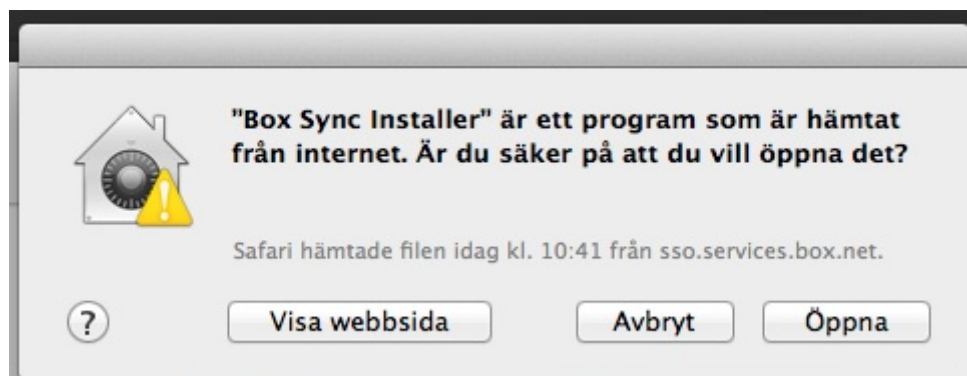 "Box Sync Installer" är ett program som är hämtat
från internet. Är du säker på att du vill öppna det?
Safari hämtade filen idag kl. 10:41 från sso.services.box.net.
?
Visa webbsida
Avbryt
Öppna